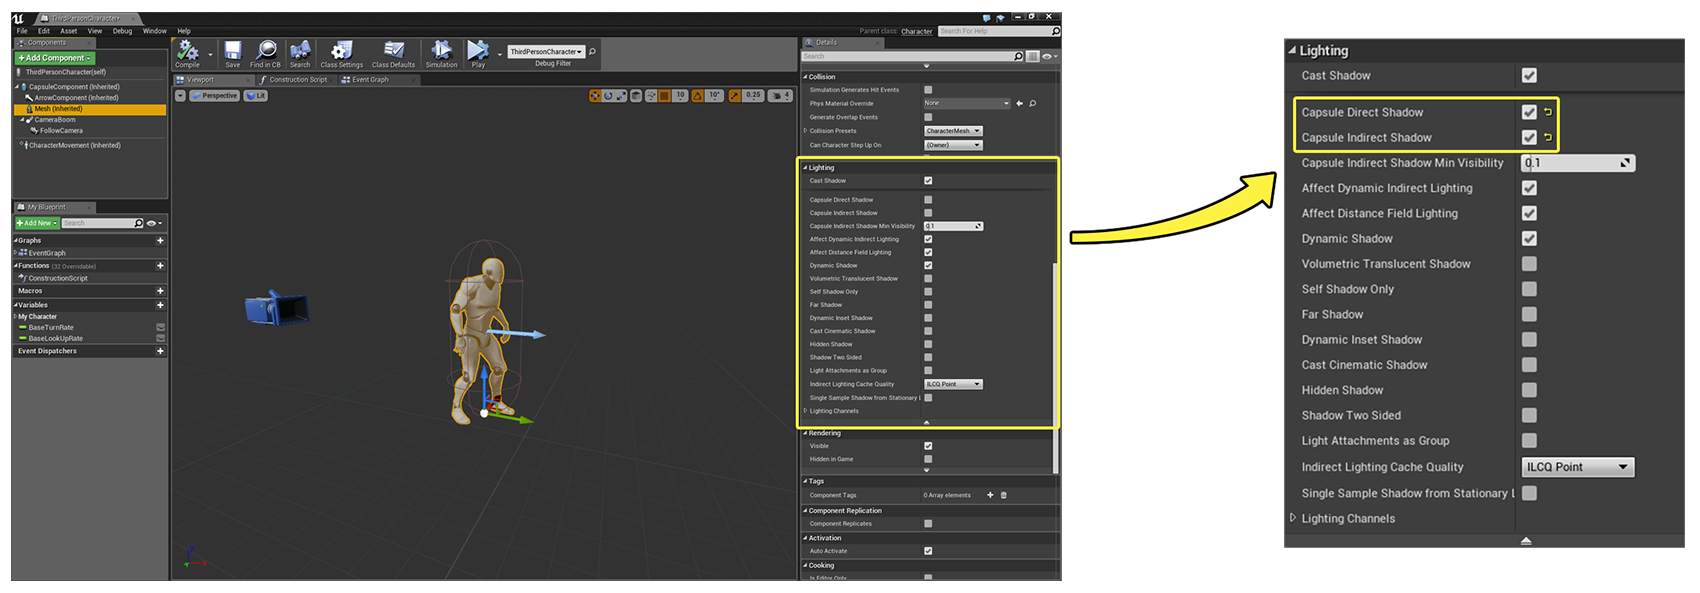 ThirdPersonCharacter
File Edit Asset View Debug Window Help
Parent class: Character Search For Help
Components
+Add Component
ThirdPersonCharacter(self)
CapsuleComponent (Inherited)
ArrowComponent (Inherited)
Mesh (Inherited)
CameraBoom
FollowCamera
CharacterMovement (Inherited)
My Blueprint
+Add New Search
Graphs
EventGraph
Functions (32 Overridable)
ConstructionScript
Macros
Variables
My Character
BaseTurnRate
BaseLookUpRate
Event Dispatchers
Compile Save Find in CB Search Class Settings Class Defaults Simulation Play
ThirdPersonCharacter
Debug Filter
Viewport Construction Script Event Graph
Perspective Lit 10 10° 0.25 4
Details
Search
Collision
Simulation Generates Hit Events
Phys Material Override None
Generate Overlap Events
Collision Presets CharacterMesh
Can Character Step Up On (Owner)
Lighting
Cast Shadow
Capsule Direct Shadow
Capsule Indirect Shadow
Capsule Indirect Shadow Min Visibility 0.1
Affect Dynamic Indirect Lighting
Affect Distance Field Lighting
Dynamic Shadow
Volumetric Translucent Shadow
Self Shadow Only
Far Shadow
Dynamic Inset Shadow
Cast Cinematic Shadow
Hidden Shadow
Shadow Two Sided
Light Attachments as Group
Indirect Lighting Cache Quality ILCQ Point
Single Sample Shadow from Stationary L
Lighting Channels
Rendering
Visible
Hidden in Game
Tags
Component Tags 0 Array elements
Component Replication
Component Replicates
Activation
Auto Activate
Cooking
Is Editor Only
Lighting
Cast Shadow
Capsule Direct Shadow
Capsule Indirect Shadow
Capsule Indirect Shadow Min Visibility 0.1
Affect Dynamic Indirect Lighting
Affect Distance Field Lighting
Dynamic Shadow
Volumetric Translucent Shadow
Self Shadow Only
Far Shadow
Dynamic Inset Shadow
Cast Cinematic Shadow
Hidden Shadow
Shadow Two Sided
Light Attachments as Group
Indirect Lighting Cache Quality ILCQ Point
Single Sample Shadow from Stationary L
Lighting Channels